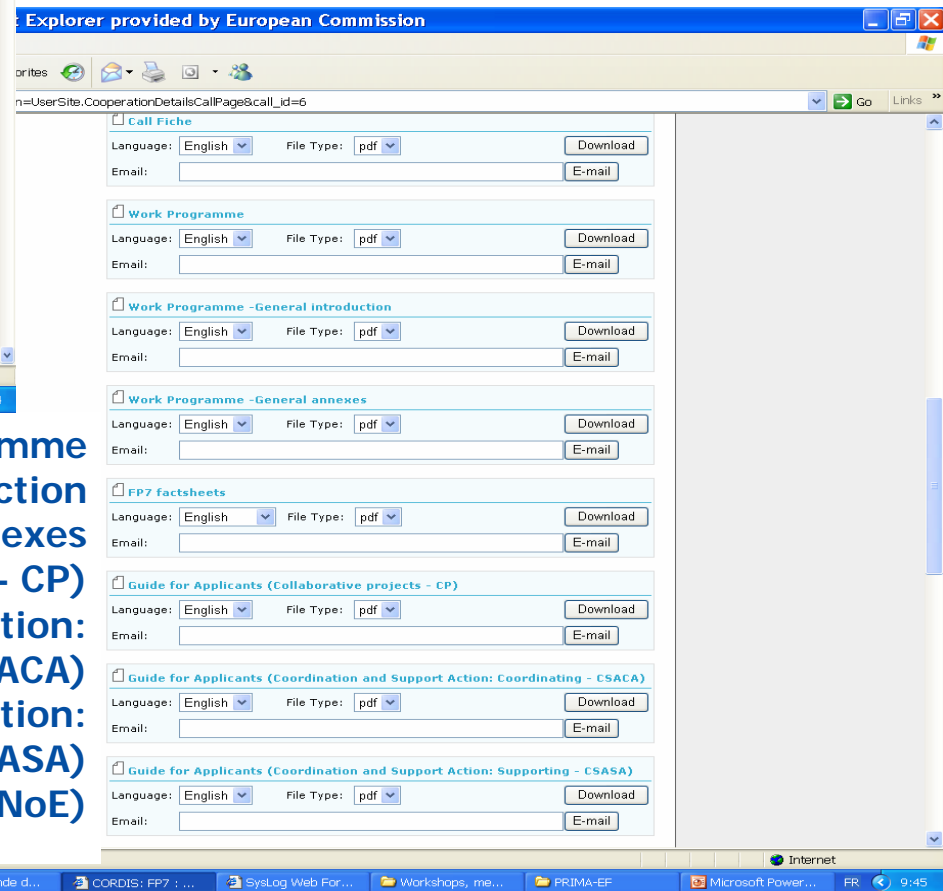 t Explorer provided by European Commission
orites
n=UserSite.CooperationDetailsCallPage&call_id=6
Go Links »
Call Fiche
Language: English File Type: pdf Download
Email: E-mail
Work Programme
Language: English File Type: pdf Download
Email: E-mail
Work Programme -General introduction
Language: English File Type: pdf Download
Email: E-mail
Work Programme -General annexes
Language: English File Type: pdf Download
Email: E-mail
FP7 factsheets
Language: English File Type: pdf Download
Email: E-mail
Guide for Applicants (Collaborative projects - CP)
Language: English File Type: pdf Download
Email: E-mail
Guide for Applicants (Coordination and Support Action: Coordinating - CSACA)
Language: English File Type: pdf Download
Email: E-mail
Guide for Applicants (Coordination and Support Action: Supporting - CSASA)
Language: English File Type: pdf Download
Email: E-mail
mme
ction
exes
- CP)
tion:
ACA)
tion:
ASA)
NoE)
Internet
nde d... CORDIS: FP7 : ... SysLog Web For... Workshops, me... PRIMA-EF Microsoft Power... FR 9:45